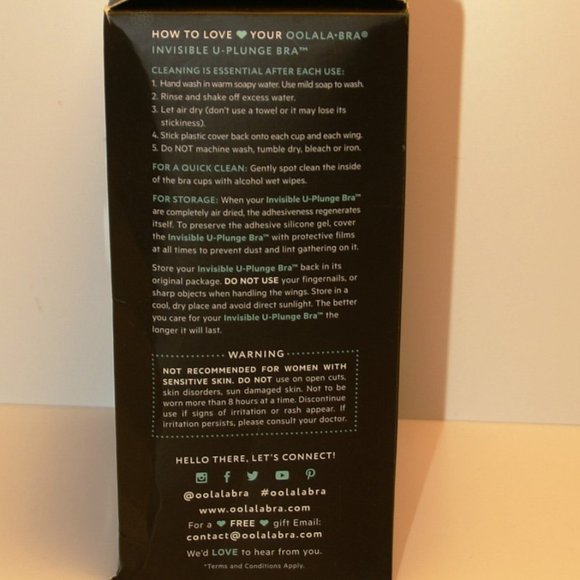 HOW TO LOVE ♥ YOUR OOLALA•BRA®
INVISIBLE U-PLUNGE BRA™
CLEANING IS ESSENTIAL AFTER EACH USE:
1. Hand wash in warm soapy water. Use mild soap to wash.
2. Rinse and shake off excess water.
3. Let air dry (don't use a towel or it may lose its
stickiness).
4. Stick plastic cover back onto each cup and each wing.
5. Do NOT machine wash, tumble dry, bleach or iron.
FOR A QUICK CLEAN: Gently spot clean the inside
of the bra cups with alcohol wet wipes.
FOR STORAGE: When your Invisible U-Plunge Bra™
are completely air dried, the adhesiveness regenerates
itself. To preserve the adhesive silicone gel, cover
the Invisible U-Plunge Bra™ with protective films
at all times to prevent dust and lint gathering on it.
Store your Invisible U-Plunge Bra™ back in its
original package. DO NOT USE your fingernails, or
sharp objects when handling the wings. Store in a
cool, dry place and avoid direct sunlight. The better
you care for your Invisible U-Plunge Bra™ the
longer it will last.
WARNING
NOT RECOMMENDED FOR WOMEN WITH
SENSITIVE SKIN. DO NOT use on open cuts,
skin disorders, sun damaged skin. Not to be
worn more than 8 hours at a time. Discontinue
use if signs of irritation or rash appear. If
irritation persists, please consult your doctor.
HELLO THERE, LET'S CONNECT!
@oolalabra #oolalabra
www.oolalabra.com
For a ♥ FREE ♥ gift Email:
contact@oolalabra.com
We'd LOVE to hear from you.
*Terms and Conditions Apply.